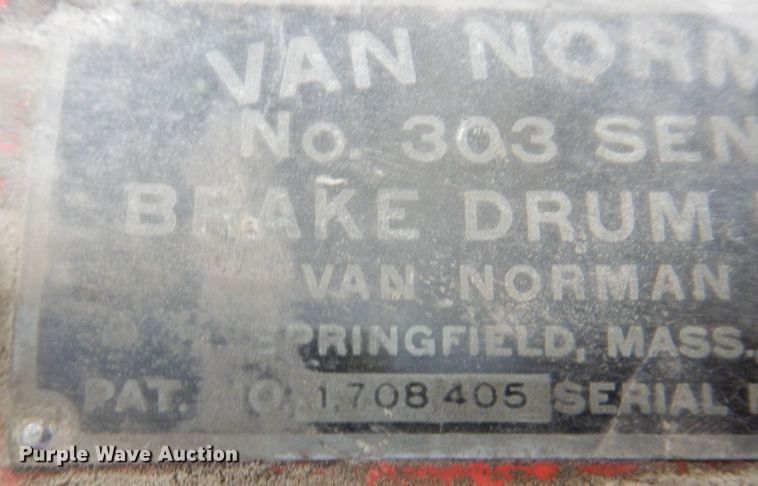 VAN NORM
No. 303 SEN
BRAKE DRUM
VAN NORMAN
SPRINGFIELD, MASS.,
PAT. NO. 1,708,405 SERIAL
Purple Wave Auction